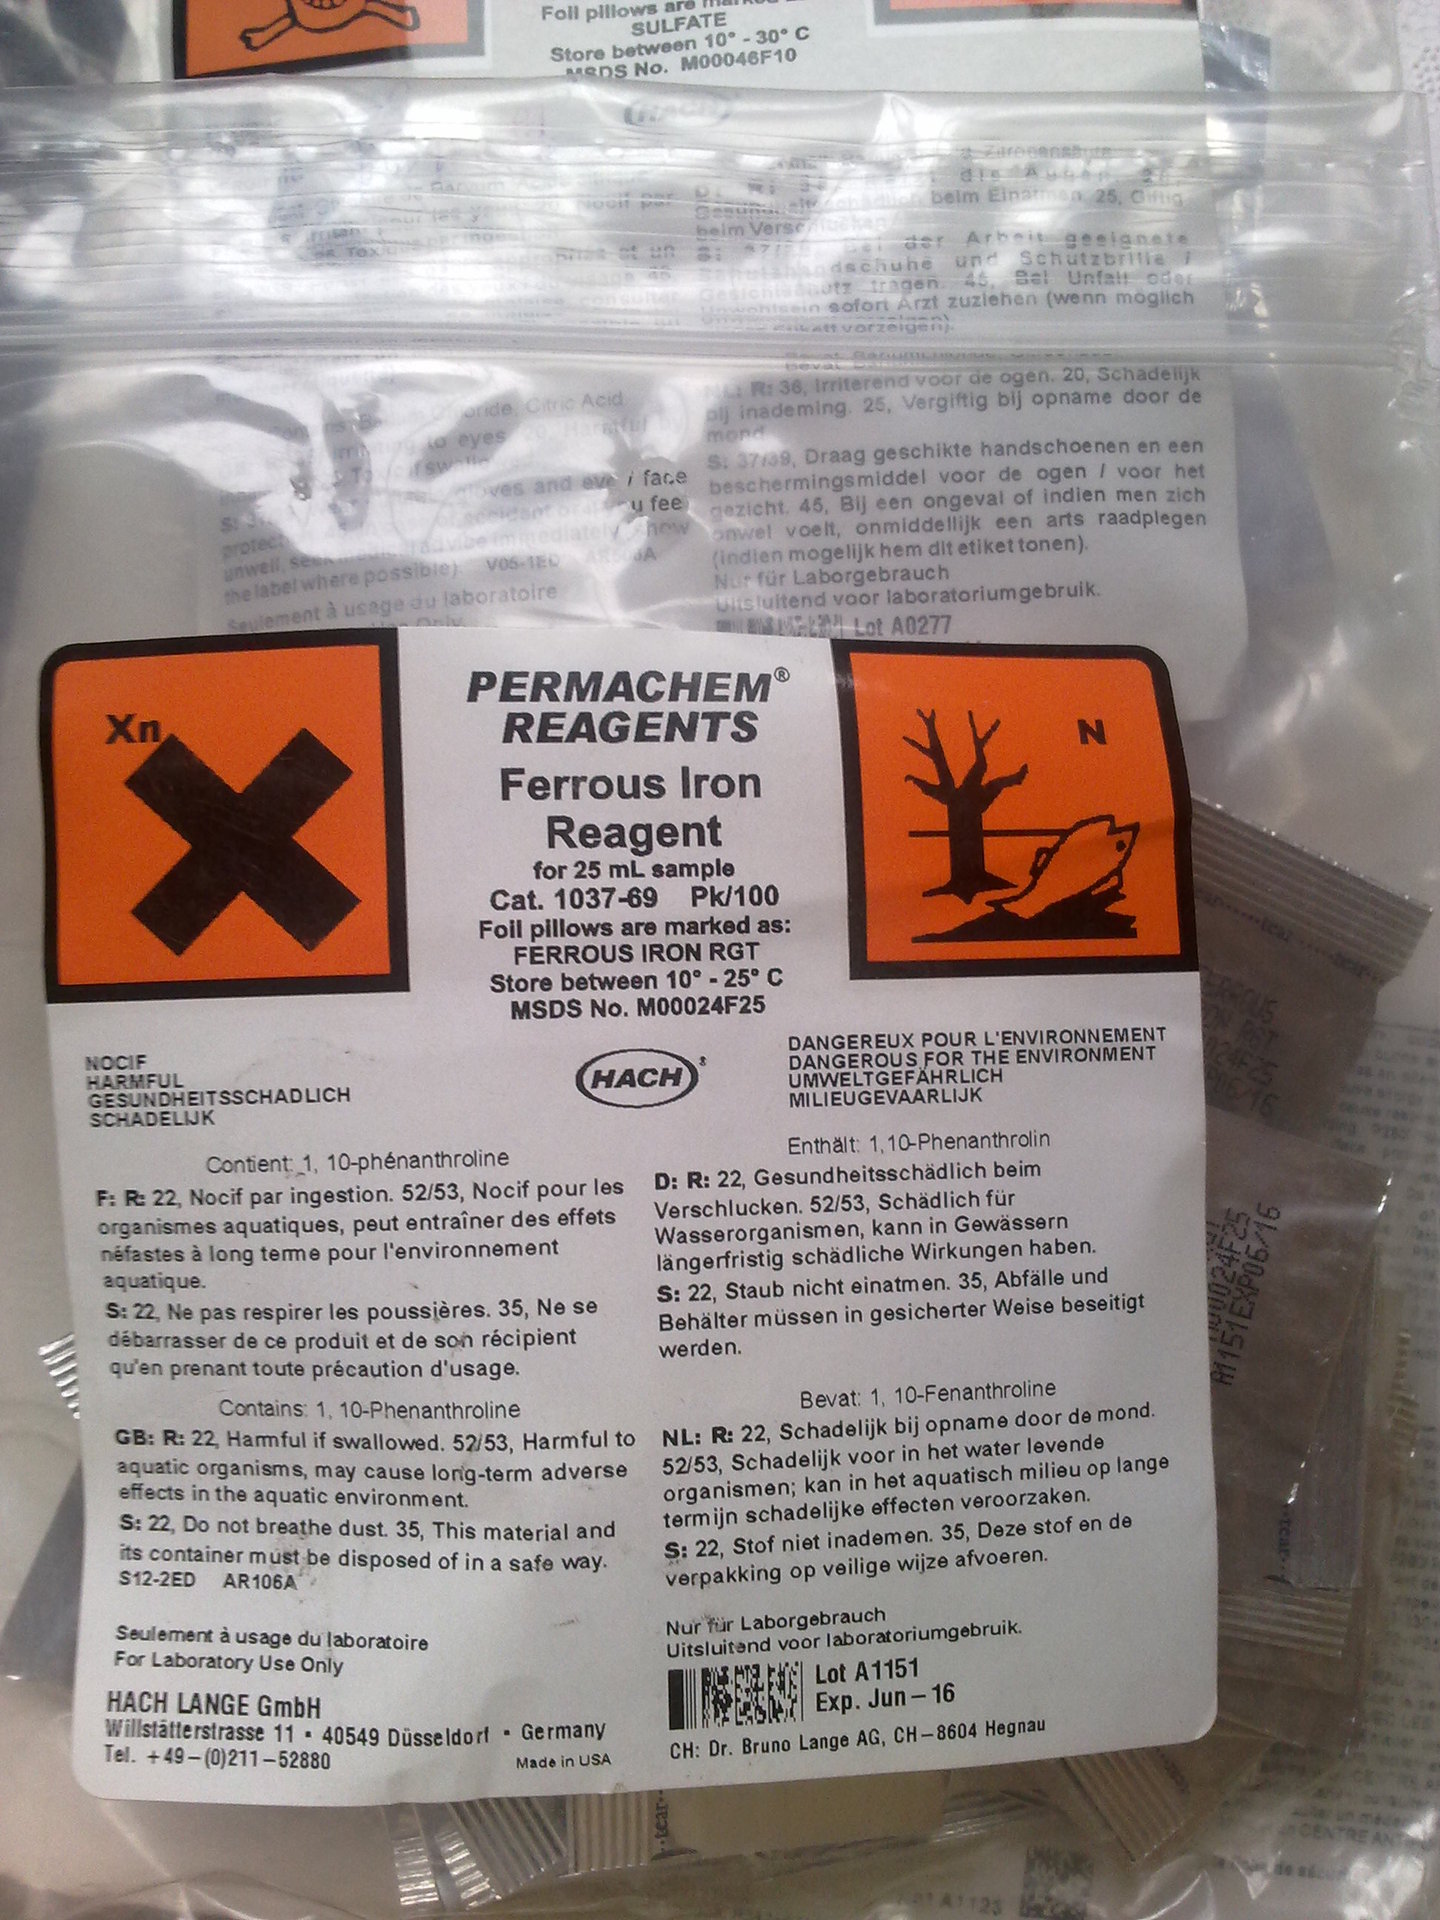 Foil pillows are marked
SULFATE
Store between 10° - 30° C
MSDS No. M00046F10
HACH
beim Einatmen 25, Giftig
der Arbeit geeignete
und Schutzbrille /
tragen. 45, Bei Unfall oder
sofort Arzt zuziehen (wenn möglich
vorzeigen).
NL: R: 36, Irriterend voor de ogen. 20, Schadelijk
bij inademing. 25, Vergiftig bij opname door de
mond
S: 37/39, Draag geschikte handschoenen en een
beschermingsmiddel voor de ogen / voor het
gezicht. 45, Bij een ongeval of indien men zich
onwel voelt, onmiddellijk een arts raadplegen
(indien mogelijk hem dit etiket tonen).
Nur für Laborgebrauch
Uitsluitend voor laboratoriumgebruik.
Lot A0277
Citric Acid
to eyes
/ face
immediately
the label where possible). V05-1ED
Seulement à usage du laboratoire
Xn
PERMACHEM®
REAGENTS
Ferrous Iron
Reagent
for 25 mL sample
Cat. 1037-69 Pk/100
Foil pillows are marked as:
FERROUS IRON RGT
Store between 10° - 25° C
MSDS No. M00024F25
N
NOCIF
HARMFUL
GESUNDHEITSSCHADLICH
SCHADELIJK
HACH®
DANGEREUX POUR L'ENVIRONNEMENT
DANGEROUS FOR THE ENVIRONMENT
UMWELTGEFÄHRLICH
MILIEUGEVAARLIJK
Contient: 1, 10-phénanthroline
F: R: 22, Nocif par ingestion. 52/53, Nocif pour les
organismes aquatiques, peut entraîner des effets
néfastes à long terme pour l'environnement
aquatique.
S: 22, Ne pas respirer les poussières. 35, Ne se
débarrasser de ce produit et de son récipient
qu'en prenant toute précaution d'usage.
Contains: 1, 10-Phenanthroline
GB: R: 22, Harmful if swallowed. 52/53, Harmful to
aquatic organisms, may cause long-term adverse
effects in the aquatic environment.
S: 22, Do not breathe dust. 35, This material and
its container must be disposed of in a safe way.
S12-2ED AR106A
Seulement à usage du laboratoire
For Laboratory Use Only
HACH LANGE GmbH
Willstätterstrasse 11 ▪ 40549 Düsseldorf ▪ Germany
Tel. +49-(0)211-52880
Made in USA
Enthält: 1,10-Phenanthrolin
D: R: 22, Gesundheitsschädlich beim
Verschlucken. 52/53, Schädlich für
Wasserorganismen, kann in Gewässern
längerfristig schädliche Wirkungen haben.
S: 22, Staub nicht einatmen. 35, Abfälle und
Behälter müssen in gesicherter Weise beseitigt
werden.
Bevat: 1, 10-Fenanthroline
NL: R: 22, Schadelijk bij opname door de mond.
52/53, Schadelijk voor in het water levende
organismen; kan in het aquatisch milieu op lange
termijn schadelijke effecten veroorzaken.
S: 22, Stof niet inademen. 35, Deze stof en de
verpakking op veilige wijze afvoeren.
Nur für Laborgebrauch
Uitsluitend voor laboratoriumgebruik.
Lot A1151
Exp. Jun – 16
CH: Dr. Bruno Lange AG, CH – 8604 Hegnau
FERROUS
A1151EXP06/16
tear